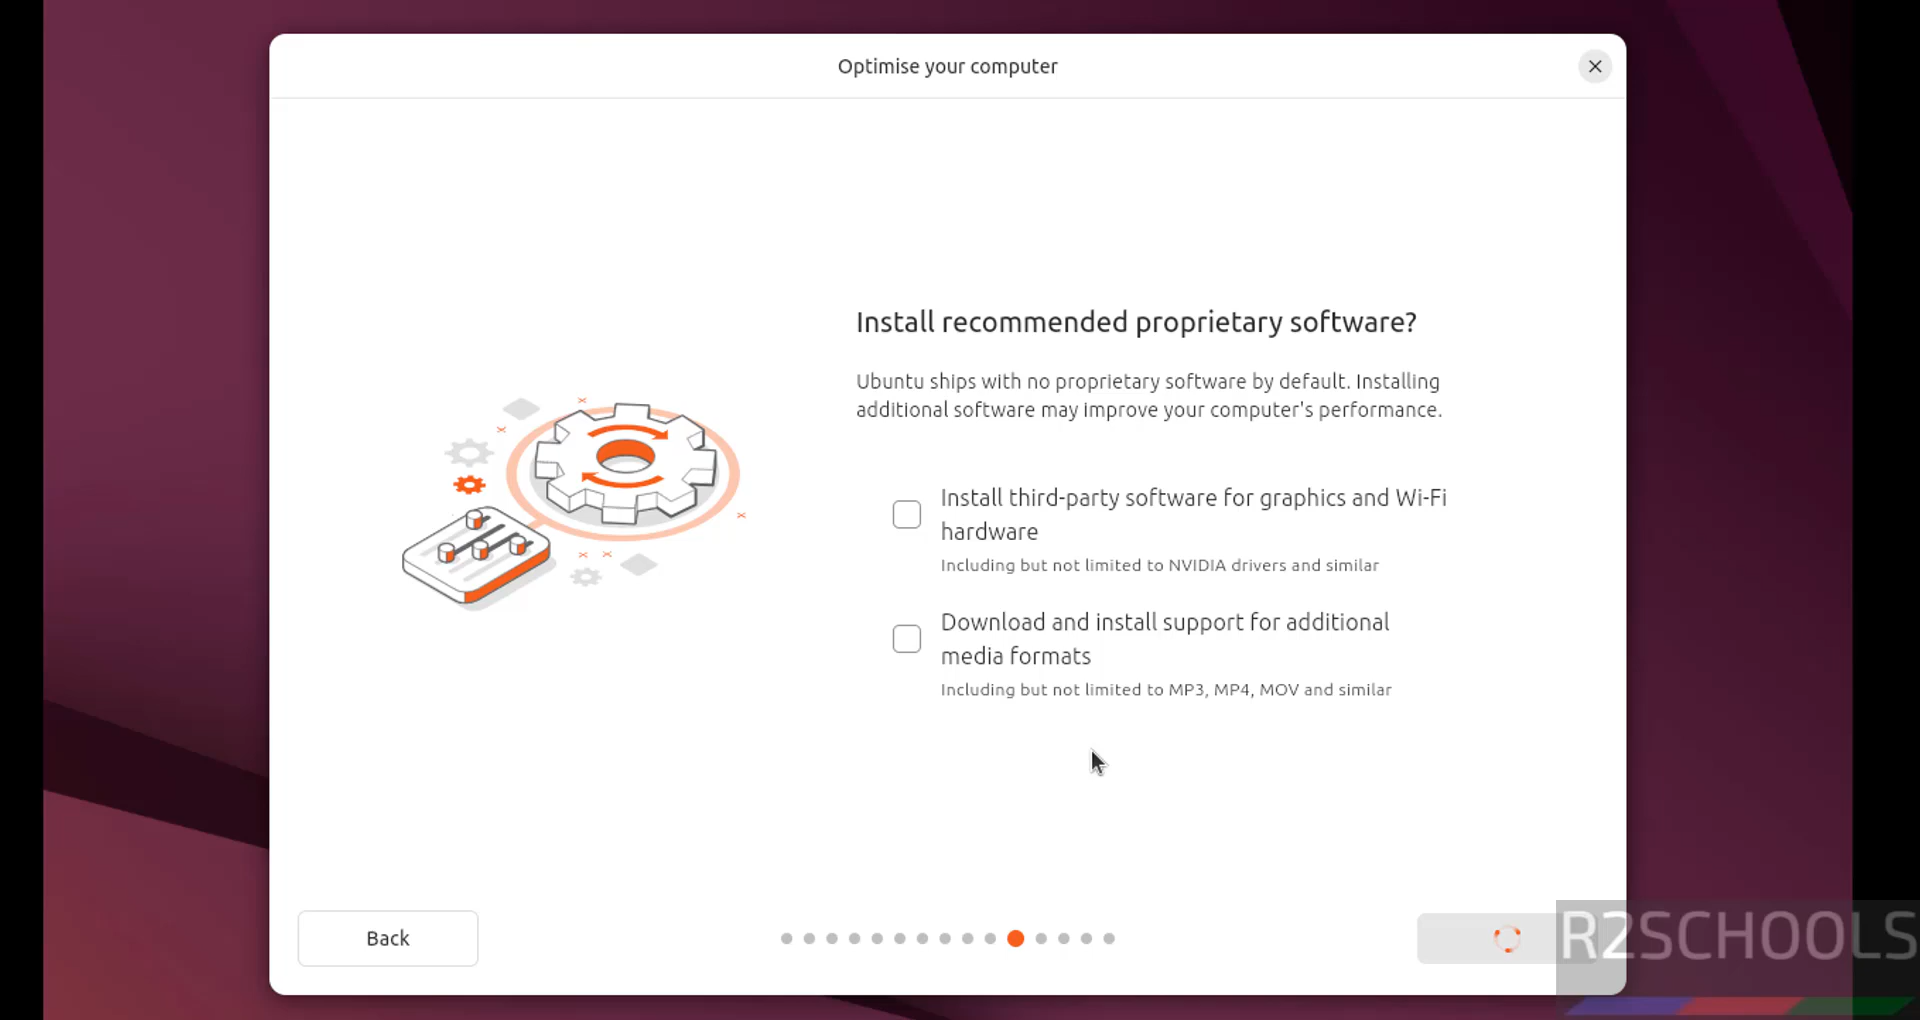 Optimise your computer
Install recommended proprietary software?
Ubuntu ships with no proprietary software by default. Installing
additional software may improve your computer's performance.
Install third-party software for graphics and Wi-Fi
hardware
Including but not limited to NVIDIA drivers and similar
Download and install support for additional
media formats
Including but not limited to MP3, MP4, MOV and similar
Back
R2SCHOOLS